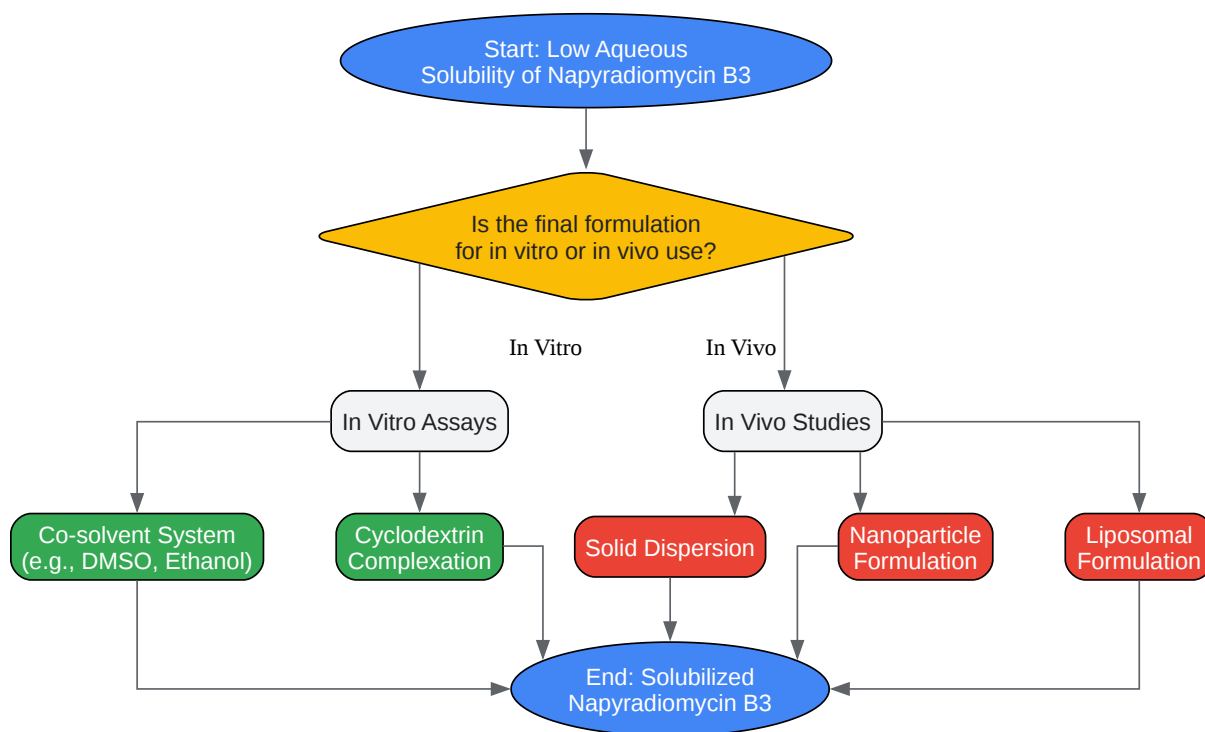 Start: Low Aqueous
Solubility of Napyradiomycin B3
Is the final formulation
for in vitro or in vivo use?
In Vitro
In Vivo
In Vitro Assays
In Vivo Studies
Co-solvent System
(e.g., DMSO, Ethanol)
Cyclodextrin
Complexation
Solid Dispersion
Nanoparticle
Formulation
Liposomal
Formulation
End: Solubilized
Napyradiomycin B3